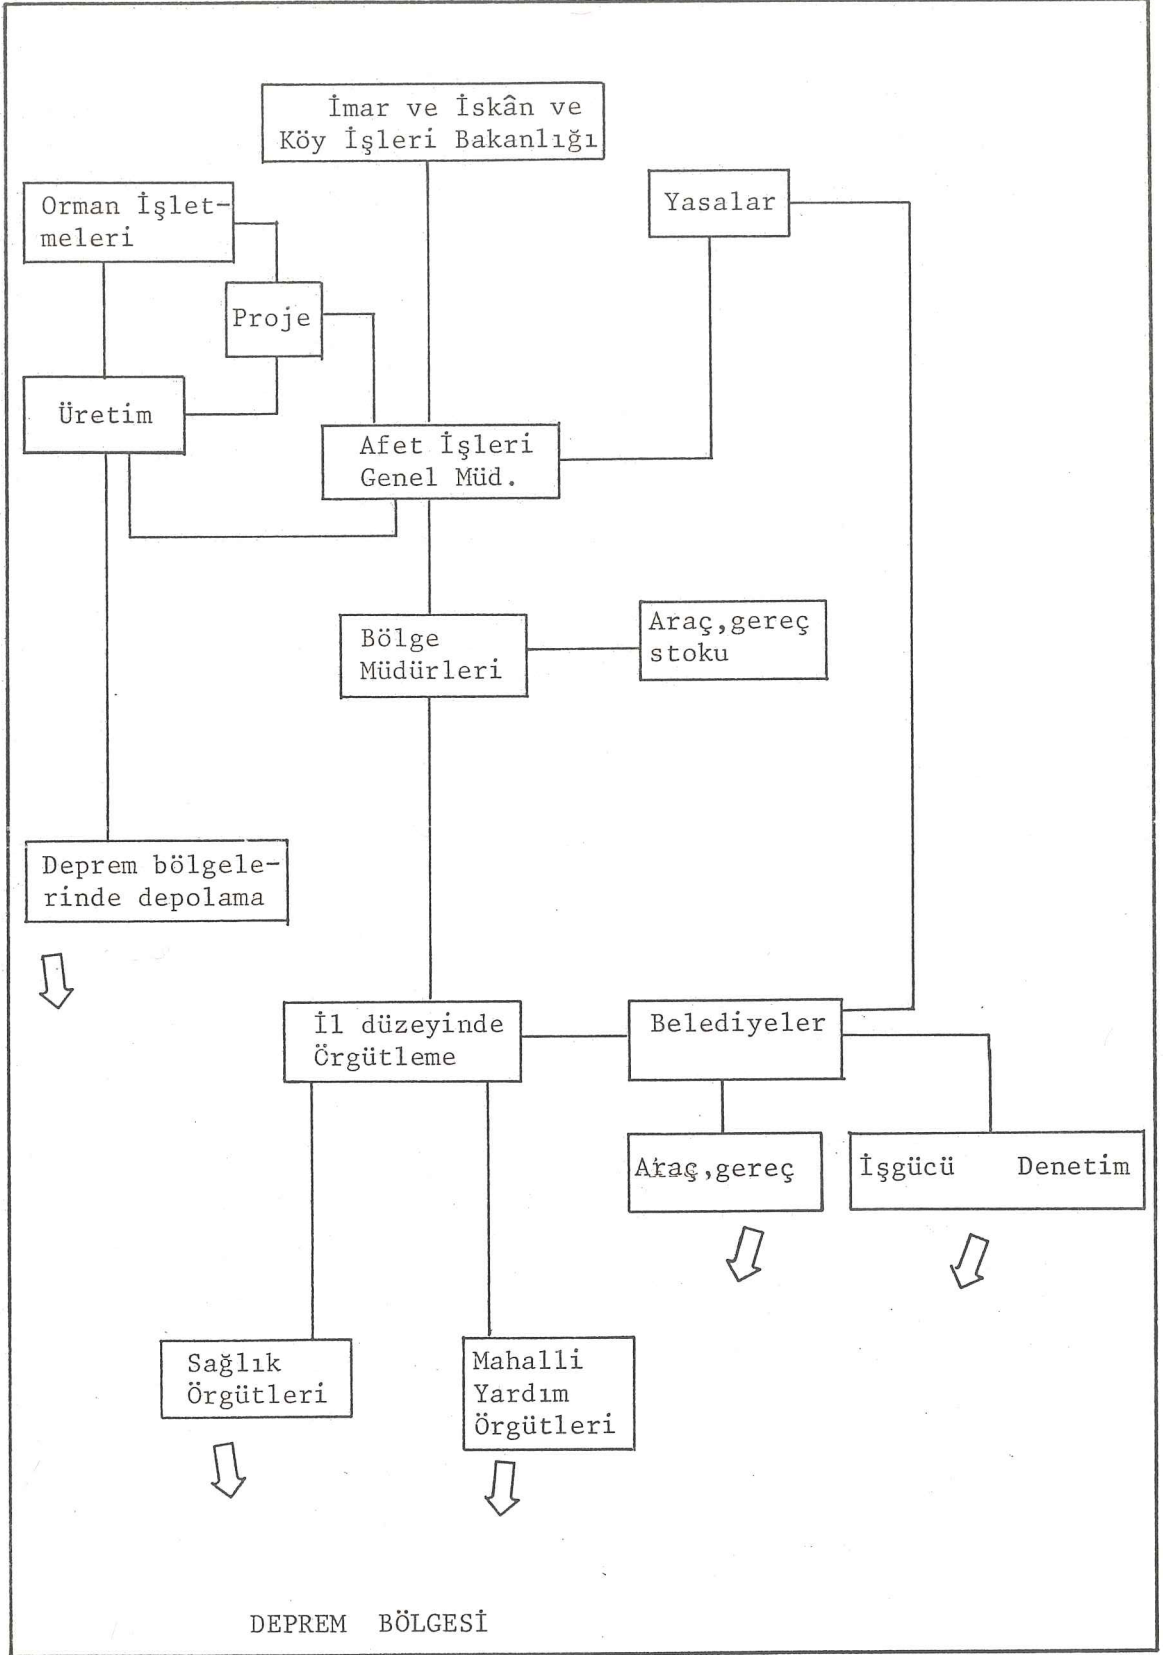 İmar ve İskân ve
Köy İşleri Bakanlığı
Yasalar
Orman İşlet-
meleri
Proje
Üretim
Afet İşleri
Genel Müd.
Bölge
Müdürleri
Araç,gereç
stoku
Deprem bölgele-
rinde depolama
İl düzeyinde
Örgütleme
Belediyeler
Araç,gereç
İşgücü Denetim
Sağlık
Örgütleri
Mahalli
Yardım
Örgütleri
DEPREM BÖLGESİ